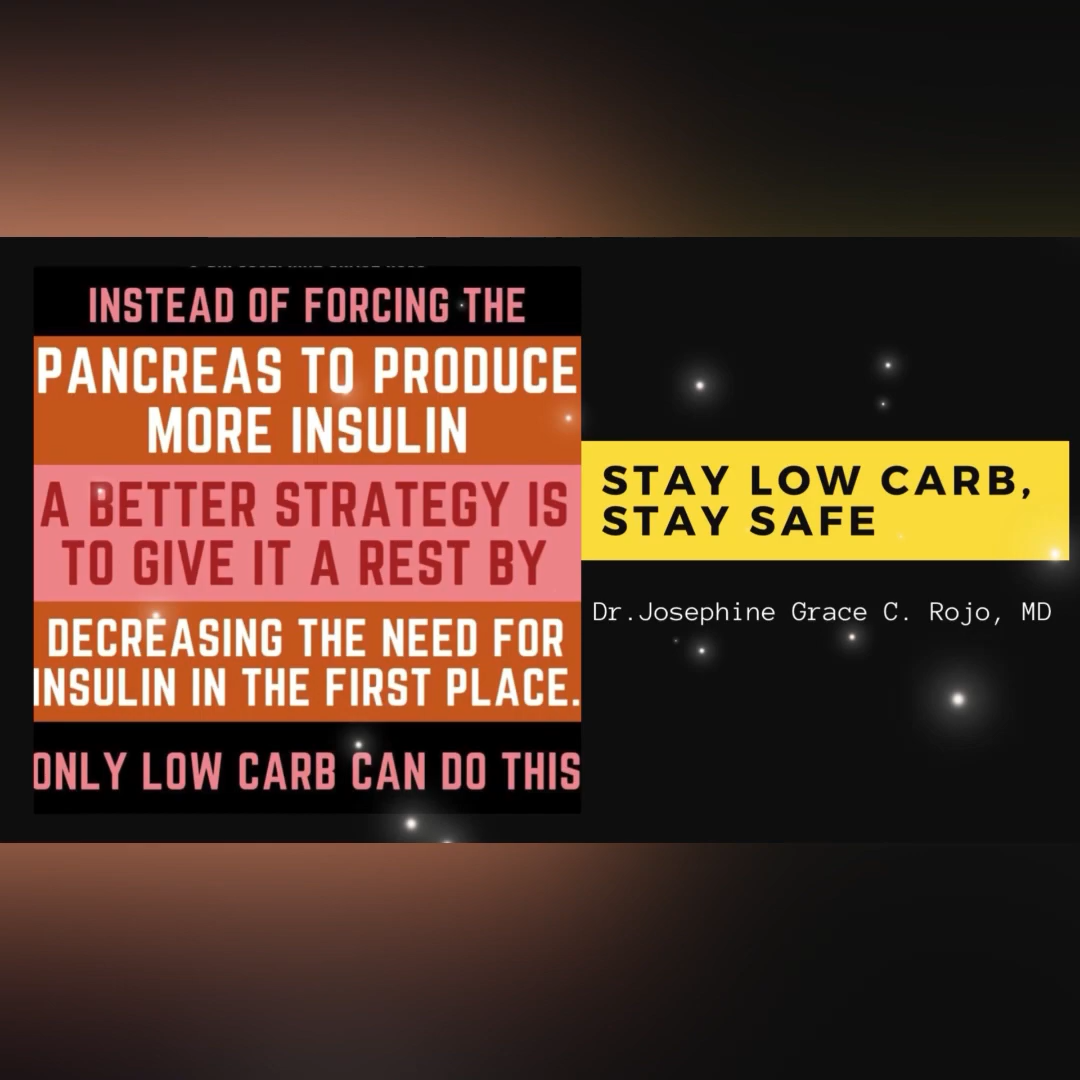 INSTEAD OF FORCING THE
PANCREAS TO PRODUCE
MORE INSULIN
A BETTER STRATEGY IS
TO GIVE IT A REST BY
DECREASING THE NEED FOR
INSULIN IN THE FIRST PLACE.
ONLY LOW CARB CAN DO THIS
STAY LOW CARB,
STAY SAFE
Dr.Josephine Grace C. Rojo, MD